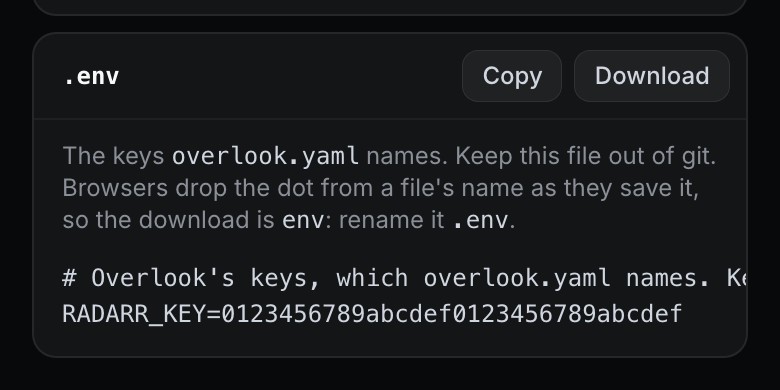 .env
Copy
Download
The keys overlook.yaml names. Keep this file out of git.
Browsers drop the dot from a file's name as they save it,
so the download is env: rename it .env.
# Overlook's keys, which overlook.yaml names.
RADARR_KEY=0123456789abcdef0123456789abcdef